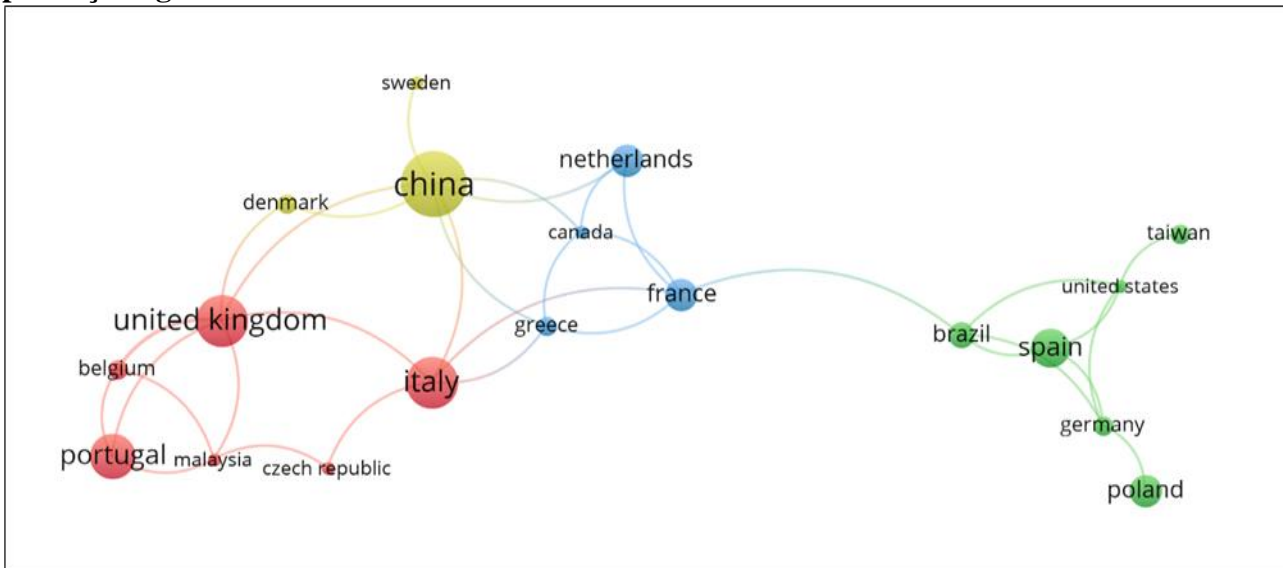 sweden
netherlands
china
denmark
canada
taiwan
united states
france
united kingdom
greece
brazil
spain
belgium
italy
germany
portugal
malaysia
czech republic
poland